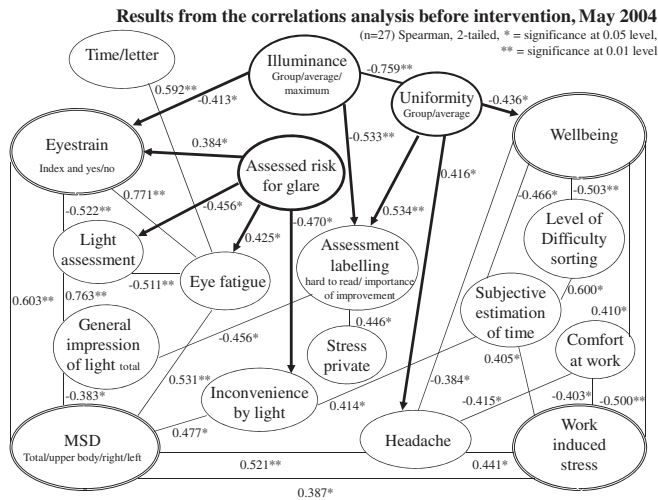 Results from the correlations analysis before intervention, May 2004
(n=27) Spearman, 2-tailed, * = significance at 0.05 level,
** = significance at 0.01 level
Time/letter
Illuminance
Group/average/
maximum
-0.759**
Uniformity
Group/average
-0.436*
0.592**
-0.413*
Eyestrain
Index and yes/no
0.384*
-0.533**
Wellbeing
Assessed risk
for glare
0.416*
0.771**
-0.466*
-0.503**
-0.522**
-0.456*
-0.470*
0.534**
Level of
Difficulty
sorting
Light
assessment
0.425*
Assessment
labelling
hard to read/ importance
of improvement
-0.511**
Eye fatigue
0.603**
0.763**
Subjective
estimation
of time
0.600*
0.410*
General
impression
of light total
-0.456*
0.446*
Stress
private
0.405*
Comfort
at work
0.531**
Inconvenience
by light
-0.384*
-0.383*
0.414*
-0.415*
-0.403*
-0.500**
MSD
Total/upper body/right/left
0.477*
Headache
Work
induced
stress
0.521**
0.441*
0.387*